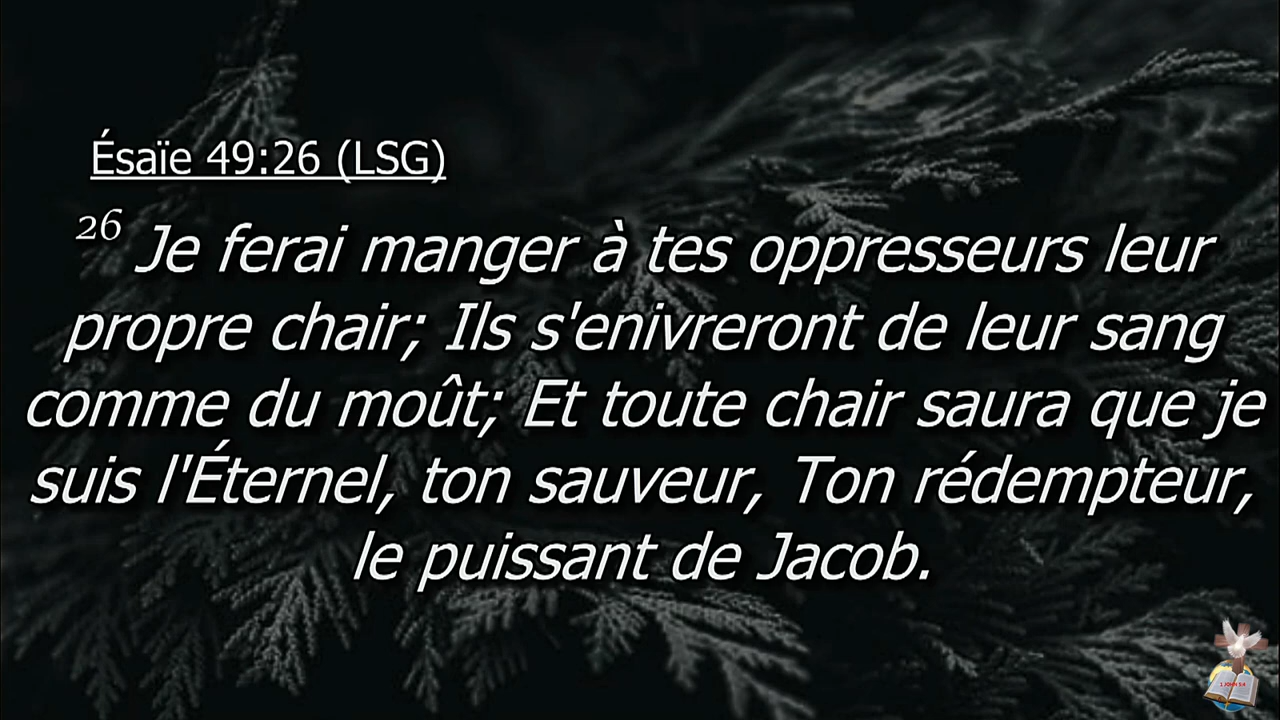 Ésaïe 49:26 (LSG)
26 Je ferai manger à tes oppresseurs leur
propre chair; Ils s'enivreront de leur sang
comme du moût; Et toute chair saura que je
suis l'Éternel, ton sauveur, Ton rédempteur,
le puissant de Jacob.